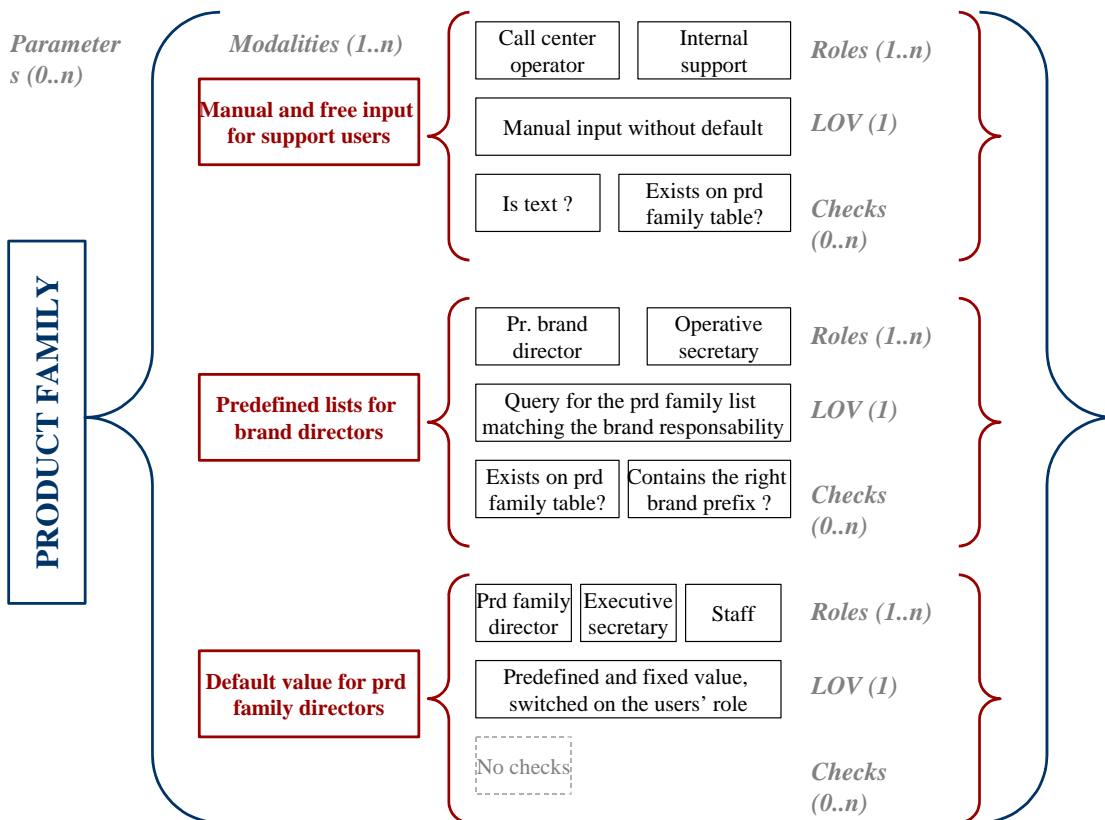 Parameter
s (0..n)
Modalities (1..n)
Call center
operator
Internal
support
Roles (1..n)
Manual and free input
for support users
Manual input without default
LOV (1)
Is text ?
Exists on prd
family table?
Checks
(0..n)
PRODUCT FAMILY
Pr. brand
director
Operative
secretary
Roles (1..n)
Predefined lists for
brand directors
Query for the prd family list
matching the brand responsability
LOV (1)
Exists on prd
family table?
Contains the right
brand prefix ?
Checks
(0..n)
Prd family
director
Executive
secretary
Staff
Roles (1..n)
Default value for prd
family directors
Predefined and fixed value,
switched on the users’ role
LOV (1)
No checks
Checks
(0..n)